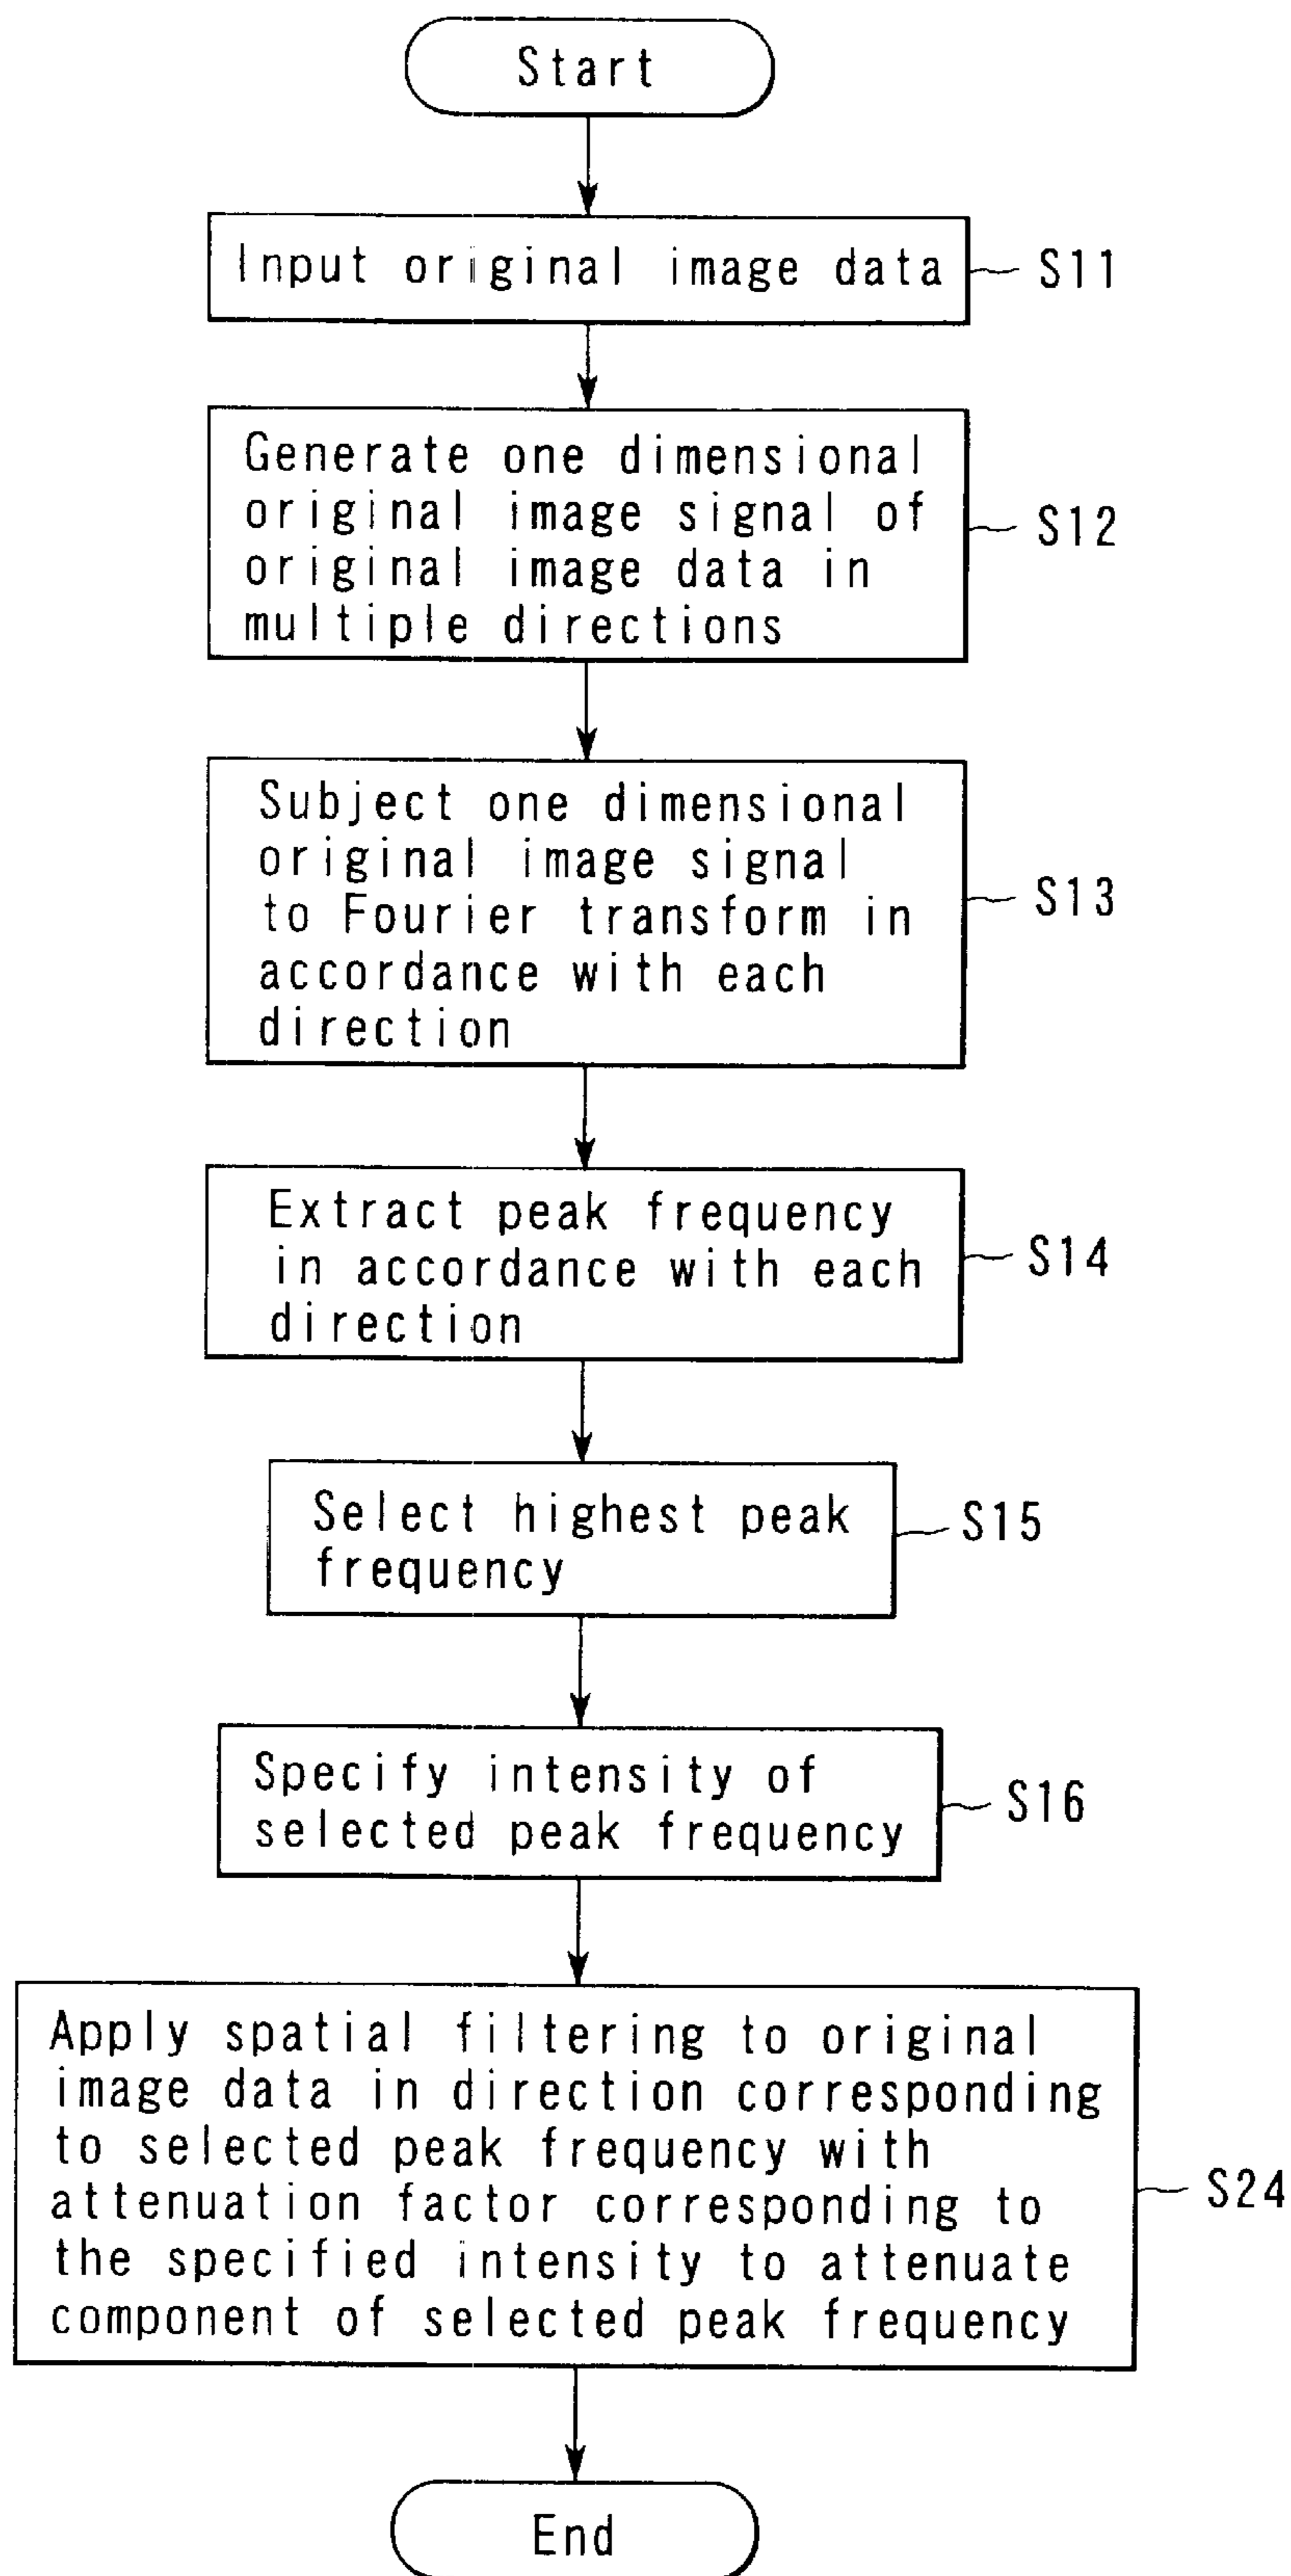 Start
Input original image data
S11
Generate one dimensional
original image signal of
original image data in
multiple directions
S12
Subject one dimensional
original image signal
to Fourier transform in
accordance with each
direction
S13
Extract peak frequency
in accordance with each
direction
S14
Select highest peak
frequency
S15
Specify intensity of
selected peak frequency
S16
Apply spatial filtering to original
image data in direction corresponding
to selected peak frequency with
attenuation factor corresponding to
the specified intensity to attenuate
component of selected peak frequency
S24
End